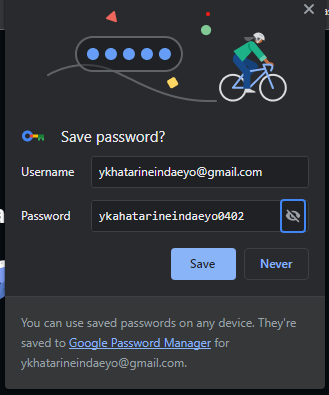 Save password?
Username ykhatarineindaeyo@gmail.com
Password ykahatarineindaeyo0402
Save Never
You can use saved passwords on any device. They're
saved to Google Password Manager for
ykhatarineindaeyo@gmail.com.